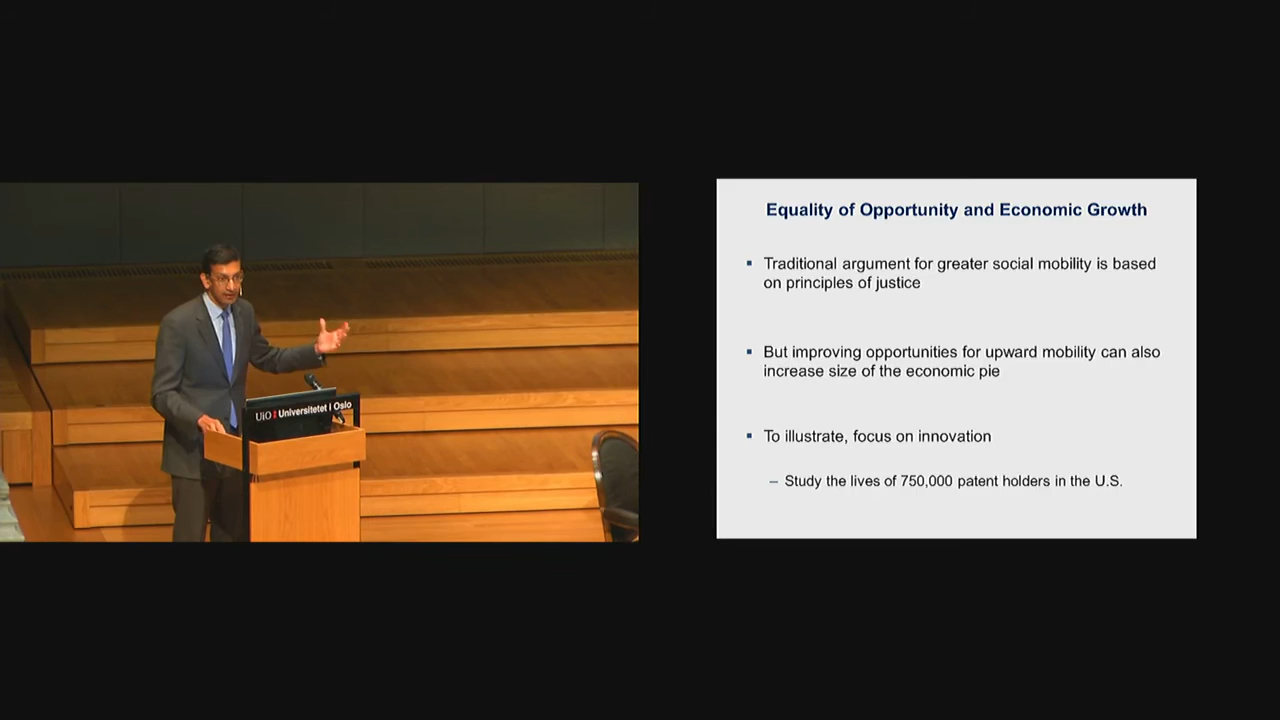 UiO Universitetet i Oslo
Equality of Opportunity and Economic Growth
▪ Traditional argument for greater social mobility is based
on principles of justice
▪ But improving opportunities for upward mobility can also
increase size of the economic pie
▪ To illustrate, focus on innovation
– Study the lives of 750,000 patent holders in the U.S.